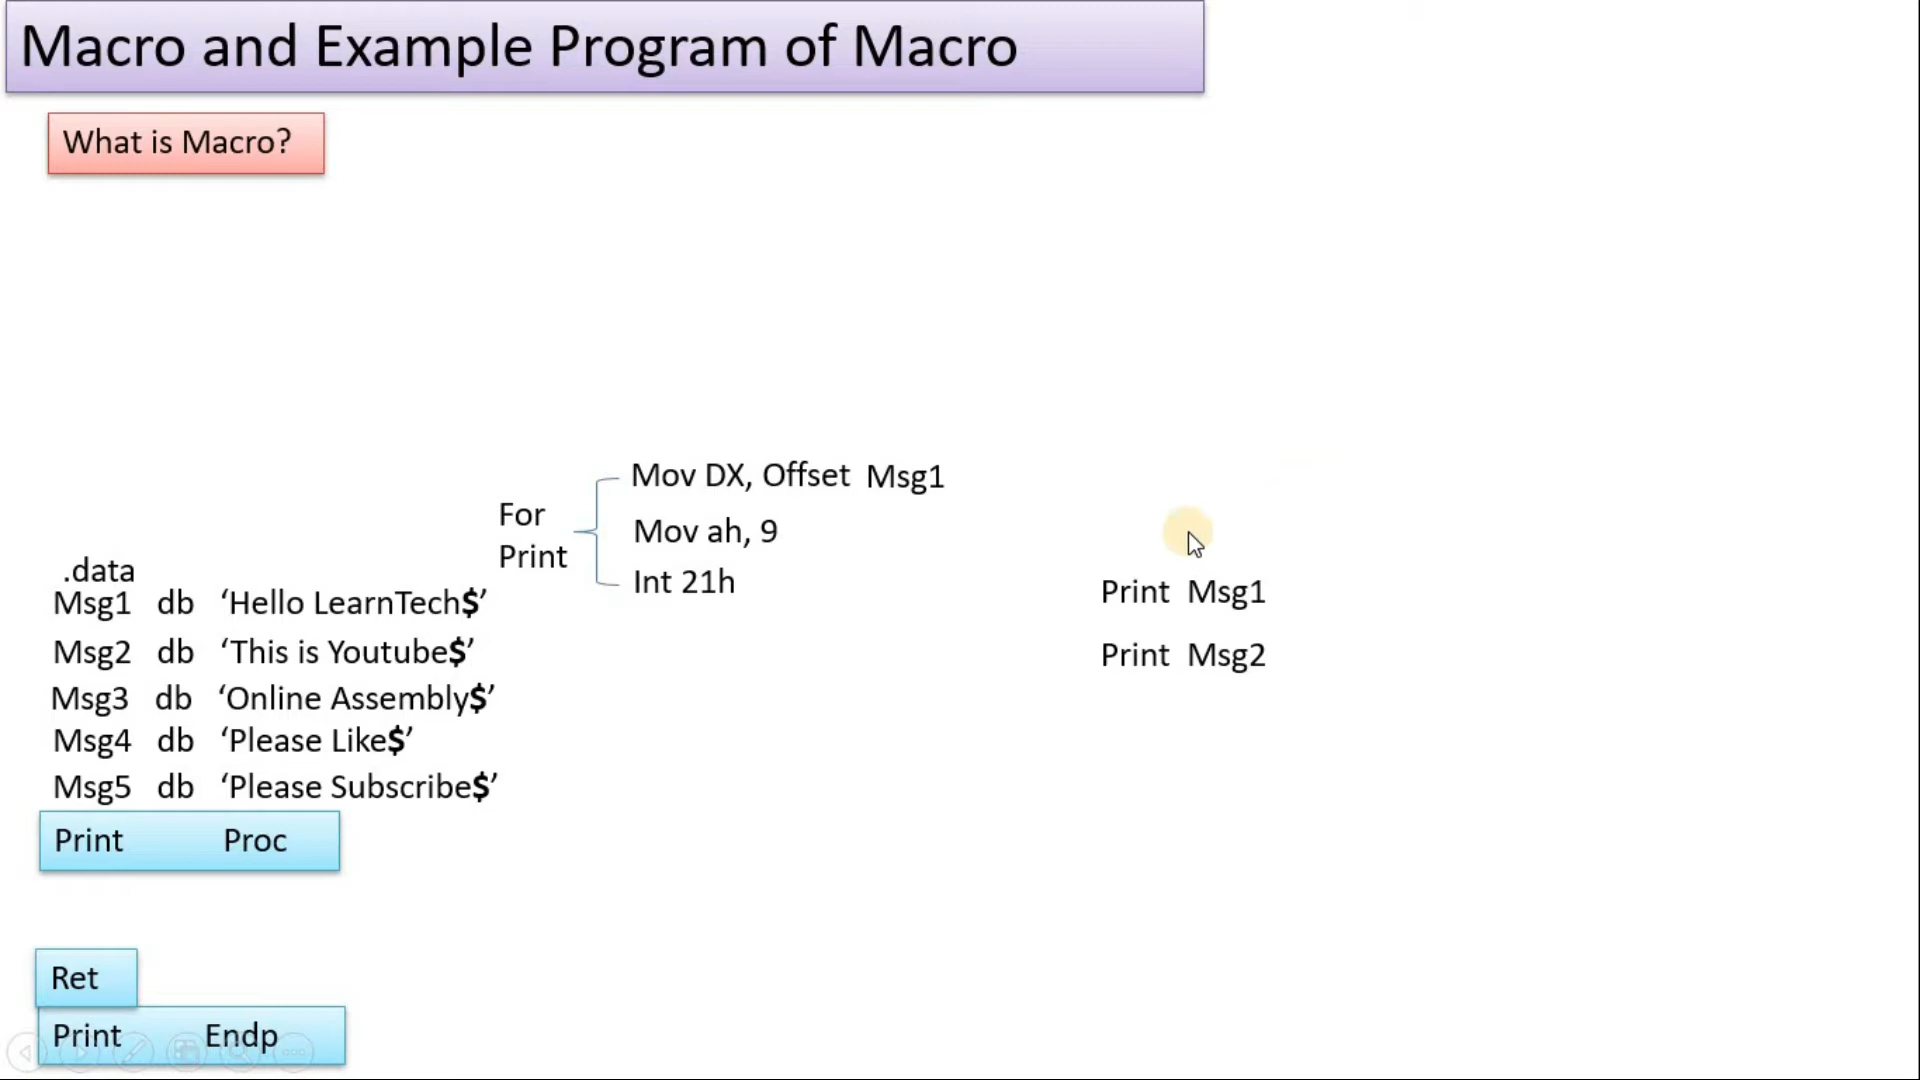 Macro and Example Program of Macro
What is Macro?
Mov DX, Offset Msg1
For
Print
Mov ah, 9
Int 21h
.data
Msg1 db ‘Hello LearnTech$’
Msg2 db ‘This is Youtube$’
Msg3 db ‘Online Assembly$’
Msg4 db ‘Please Like$’
Msg5 db ‘Please Subscribe$’
Print Msg1
Print Msg2
Print Proc
Ret
Print Endp